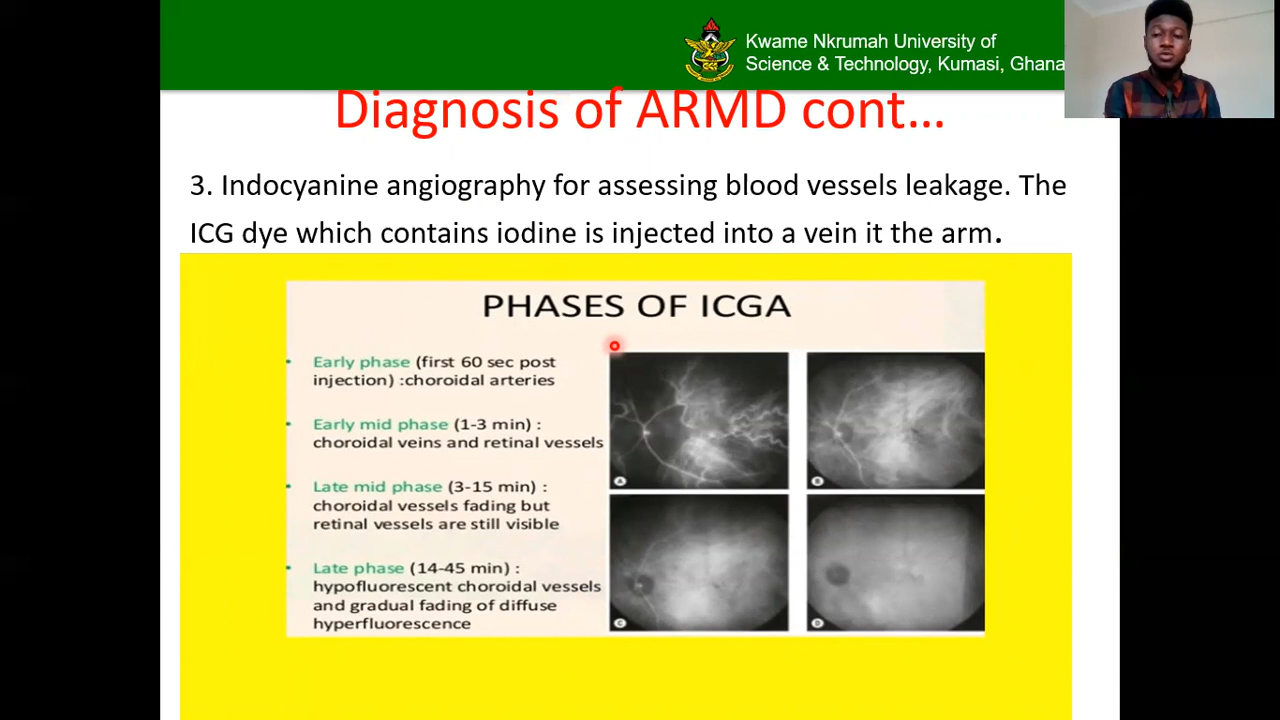 Kwame Nkrumah University of
Science & Technology, Kumasi, Ghana
Diagnosis of ARMD cont...
3. Indocyanine angiography for assessing blood vessels leakage. The
ICG dye which contains iodine is injected into a vein it the arm.
PHASES OF ICGA
• Early phase (first 60 sec post
injection) :choroidal arteries
• Early mid phase (1-3 min) :
choroidal veins and retinal vessels
• Late mid phase (3-15 min) :
choroidal vessels fading but
retinal vessels are still visible
• Late phase (14-45 min) :
hypofluorescent choroidal vessels
and gradual fading of diffuse
hyperfluorescence
A
B
C
D